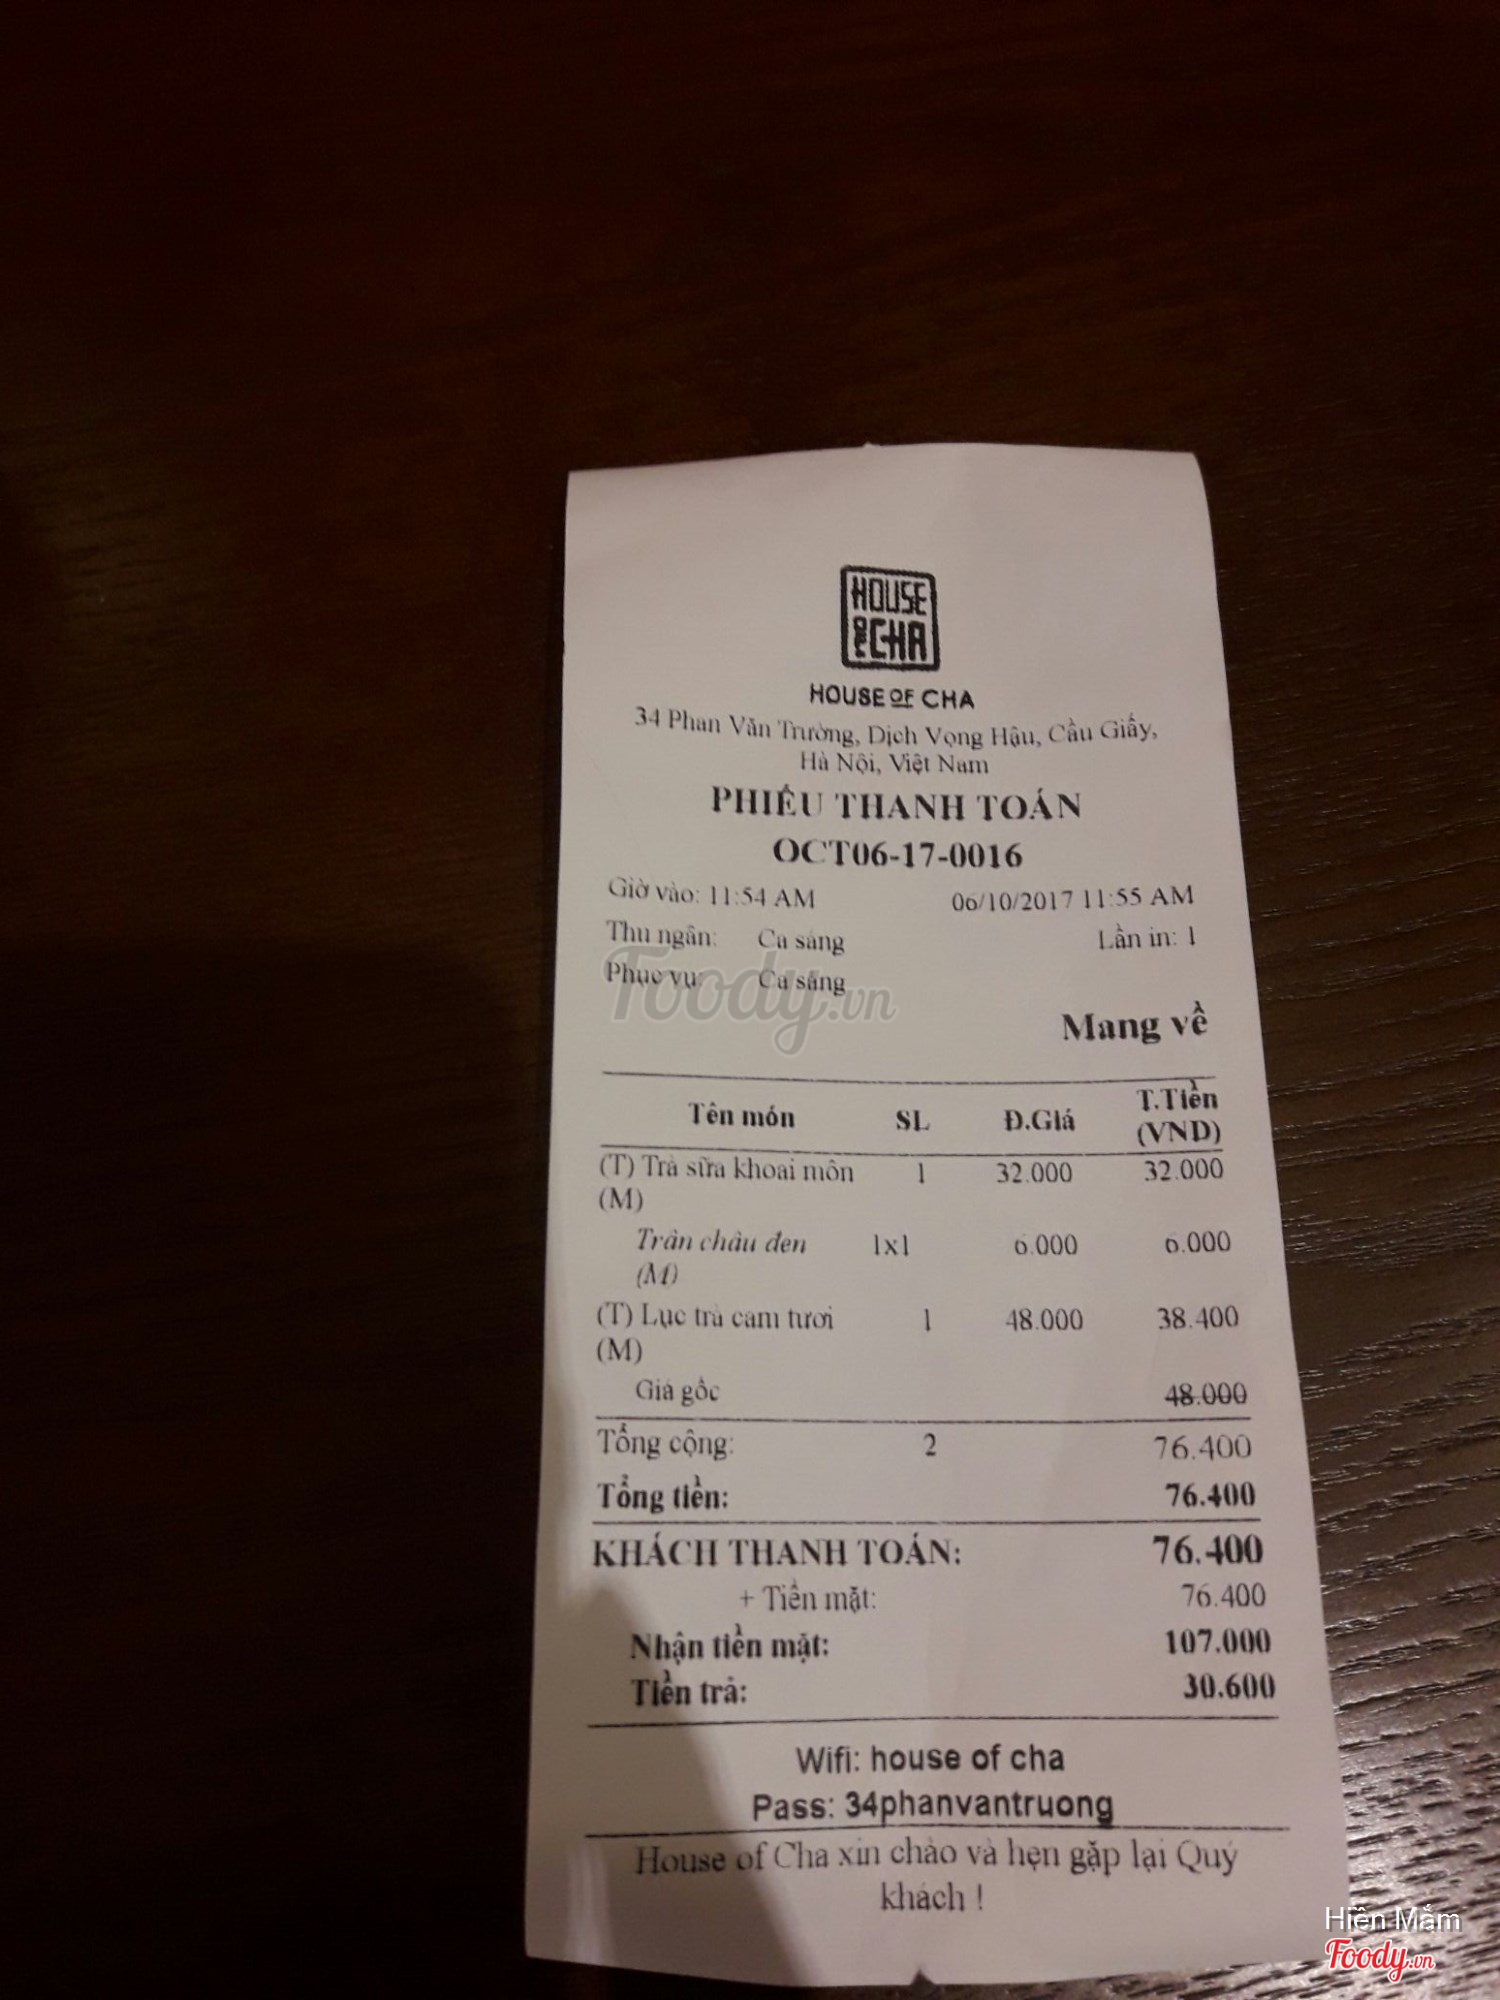 HOUSE
OF CHA
HOUSE OF CHA
34 Phan Văn Trường, Dịch Vọng Hậu, Cầu Giấy,
Hà Nội, Việt Nam
PHIẾU THANH TOÁN
OCT06-17-0016
Giờ vào: 11:54 AM 06/10/2017 11:55 AM
Thu ngân: Ca sáng Lần in: 1
Phục vụ: Ca sáng
Foody.vn
Mang về
Tên món SL Đ.Giá T.Tiền
(VND)
(T) Trà sữa khoai môn 1 32.000 32.000
(M)
Trân châu đen 1x1 6.000 6.000
(M)
(T) Lục trà cam tươi 1 48.000 38.400
(M)
Giá gốc 48.000
Tổng cộng: 2 76.400
Tổng tiền: 76.400
KHÁCH THANH TOÁN: 76.400
+ Tiền mặt: 76.400
Nhận tiền mặt: 107.000
Tiền trả: 30.600
Wifi: house of cha
Pass: 34phanvantruong
House of Cha xin chào và hẹn gặp lại Quý
khách !
Hiền Mắm
Foody.vn